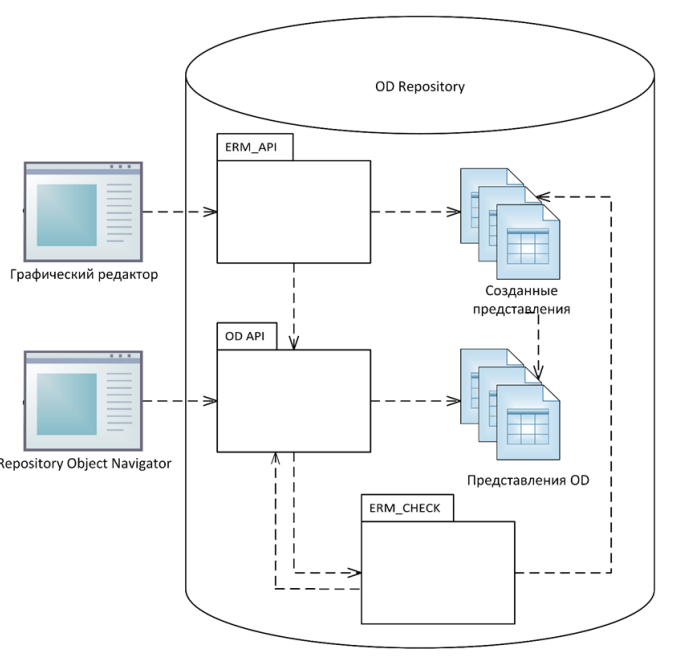 OD Repository
ERM_API
Графический редактор
Созданные
представления
OD API
Repository Object Navigator
Представления OD
ERM_CHECK